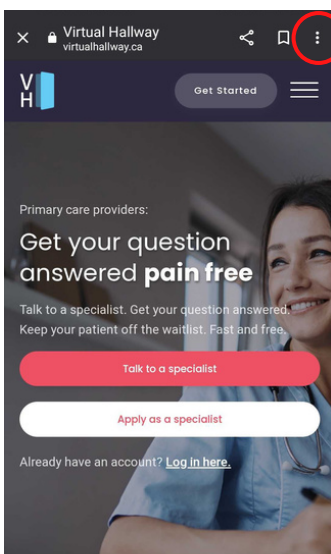 Virtual Hallway
virtualhallway.ca
V
H
Get Started
Primary care providers:
Get your question
answered pain free
Talk to a specialist. Get your question answered.
Keep your patient off the waitlist. Fast and free.
Talk to a specialist
Apply as a specialist
Already have an account? Log in here.